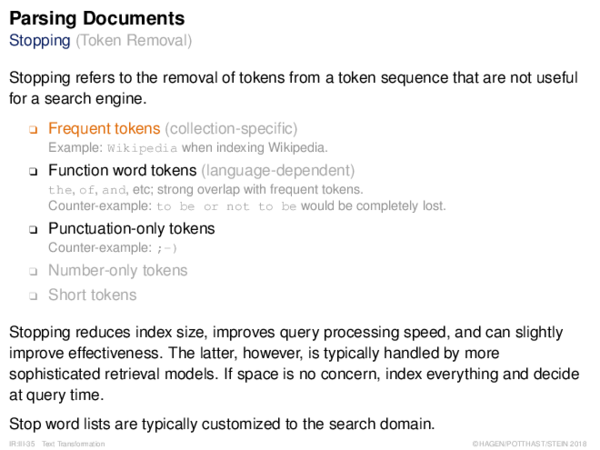 Parsing Documents
Stopping (Token Removal)
Stopping refers to the removal of tokens from a token sequence that are not useful
for a search engine.
❑ Frequent tokens (collection-specific)
Example: Wikipedia when indexing Wikipedia.
❑ Function word tokens (language-dependent)
the, of, and, etc; strong overlap with frequent tokens.
Counter-example: to be or not to be would be completely lost.
❑ Punctuation-only tokens
Counter-example: ;-)
❑ Number-only tokens
❑ Short tokens
Stopping reduces index size, improves query processing speed, and can slightly
improve effectiveness. The latter, however, is typically handled by more
sophisticated retrieval models. If space is no concern, index everything and decide
at query time.
Stop word lists are typically customized to the search domain.
IR:III-35 Text Transformation © HAGEN/POTTHAST/STEIN 2018